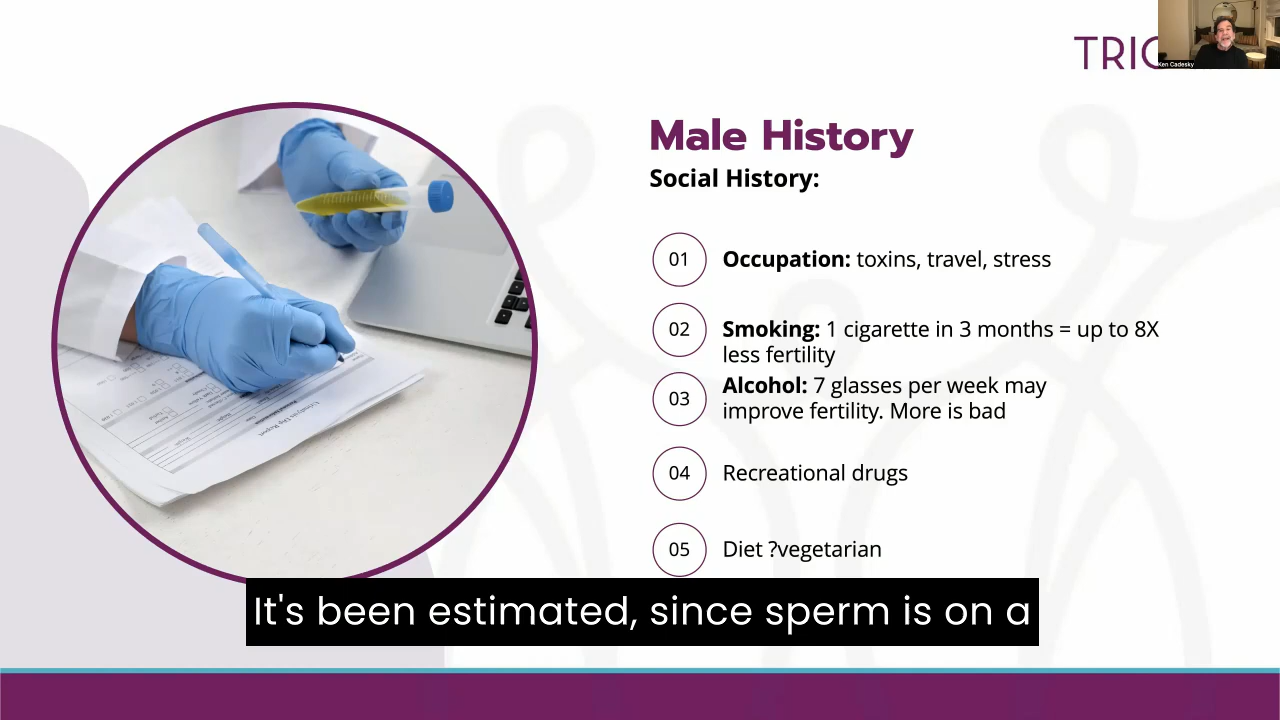 TRIO
Ken Cadesky
Male History
Social History:
01
Occupation: toxins, travel, stress
02
Smoking: 1 cigarette in 3 months = up to 8X
less fertility
03
Alcohol: 7 glasses per week may
improve fertility. More is bad
04
Recreational drugs
05
Diet ?vegetarian
It's been estimated, since sperm is on a